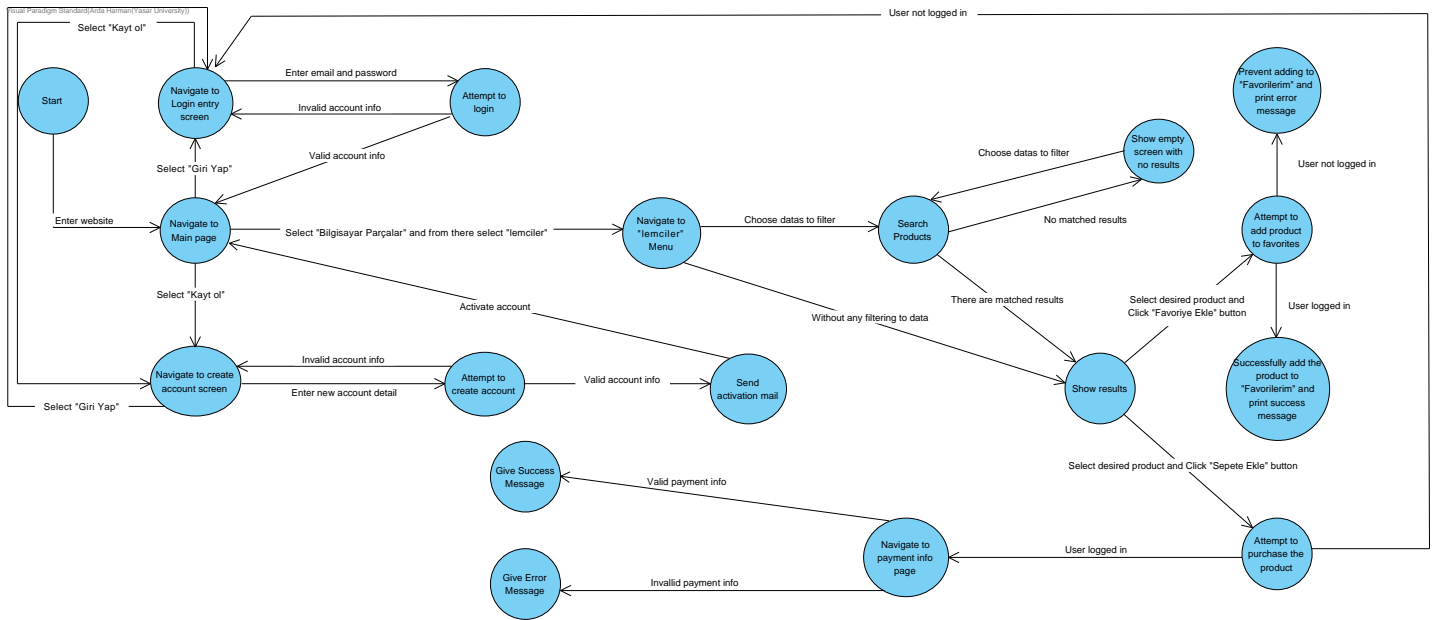 Visual Paradigm Standard(Arda Harman(Yasar University))
User not logged in
Select "Kayt ol"
Start
Navigate to
Login entry
screen
Enter email and password
Invalid account info
Attempt to
login
Valid account info
Select "Giri Yap"
Enter website
Navigate to
Main page
Select "Bilgisayar Parçalar" and from there select "lemciler"
Navigate to
"lemciler"
Menu
Choose datas to filter
Search
Products
Choose datas to filter
No matched results
Show empty
screen with
no results
Prevent adding to
"Favorilerim" and
print error
message
User not logged in
Attempt to
add product
to favorites
User logged in
Successfully add the
product to
"Favorilerim" and
print success
message
Select desired product and
Click "Favoriye Ekle" button
There are matched results
Without any filtering to data
Show results
Select "Kayt ol"
Activate account
Navigate to create
account screen
Invalid account info
Enter new account detail
Attempt to
create account
Valid account info
Send
activation mail
Select "Giri Yap"
Select desired product and Click "Sepete Ekle" button
Give Success
Message
Valid payment info
Navigate to
payment info
page
User logged in
Attempt to
purchase the
product
Give Error
Message
Invallid payment info